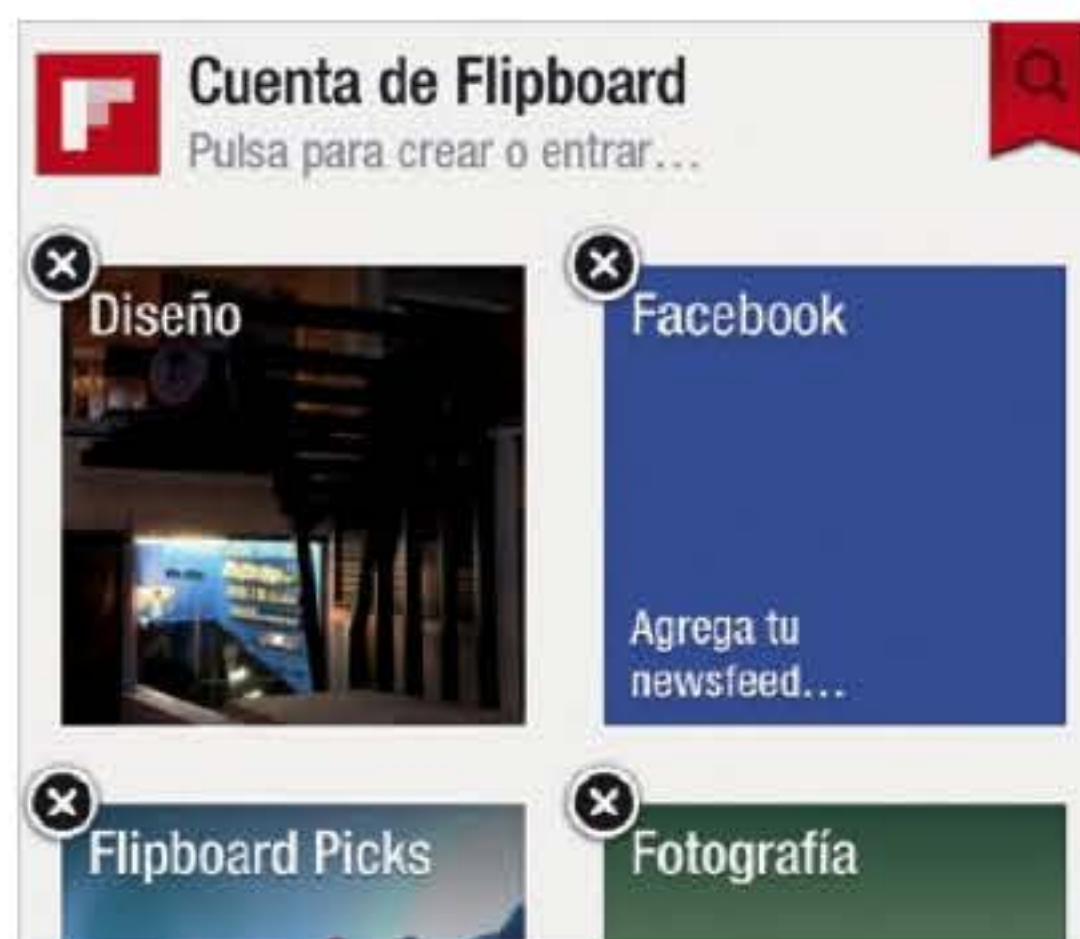 Cuenta de Flipboard
Pulsa para crear o entrar...
Diseño
Facebook
Agrega tu
newsfeed...
Flipboard Picks
Fotografía